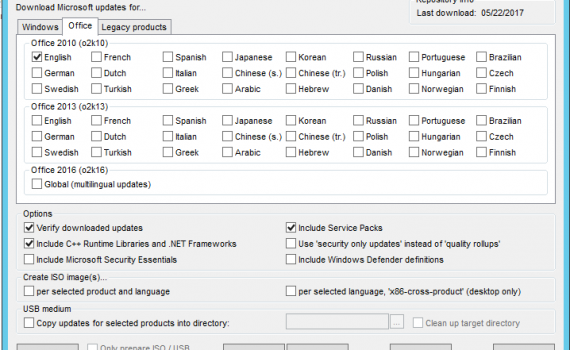 Repository info
Download Microsoft updates for...
Last download: 05/22/2017
Windows Office Legacy products
Office 2010 (o2k10)
English French Spanish Japanese Korean Russian Portuguese Brazilian
German Dutch Italian Chinese (s.) Chinese (tr.) Polish Hungarian Czech
Swedish Turkish Greek Arabic Hebrew Danish Norwegian Finnish
Office 2013 (o2k13)
English French Spanish Japanese Korean Russian Portuguese Brazilian
German Dutch Italian Chinese (s.) Chinese (tr.) Polish Hungarian Czech
Swedish Turkish Greek Arabic Hebrew Danish Norwegian Finnish
Office 2016 (o2k16)
Global (multilingual updates)
Options
Verify downloaded updates Include Service Packs
Include C++ Runtime Libraries and .NET Frameworks Use 'security only updates' instead of 'quality rollups'
Include Microsoft Security Essentials Include Windows Defender definitions
Create ISO image(s)...
per selected product and language per selected language, 'x86-cross-product' (desktop only)
USB medium
Copy updates for selected products into directory: ... Clean up target directory
Only prepare ISO / USB